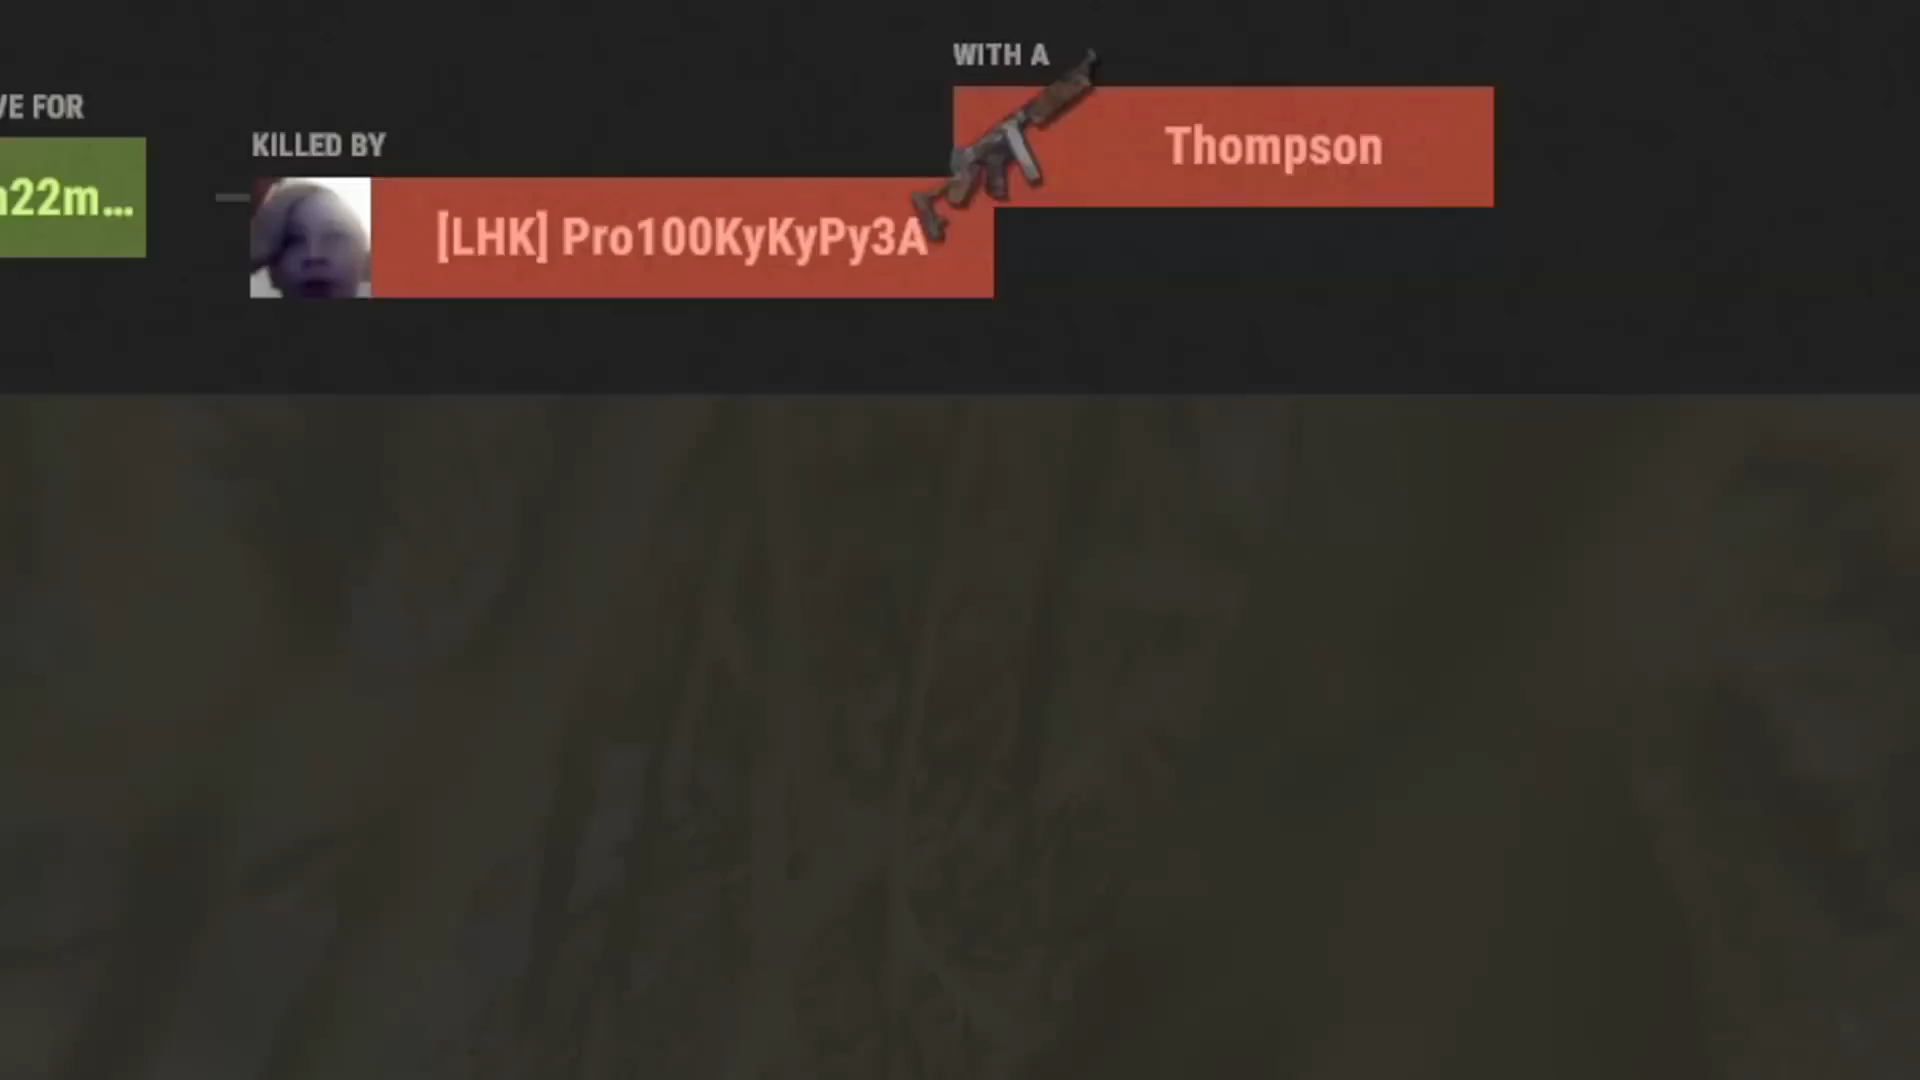 WITH A
Thompson
VE FOR
22m...
KILLED BY
[LHK] Pro100KyKyPy3A